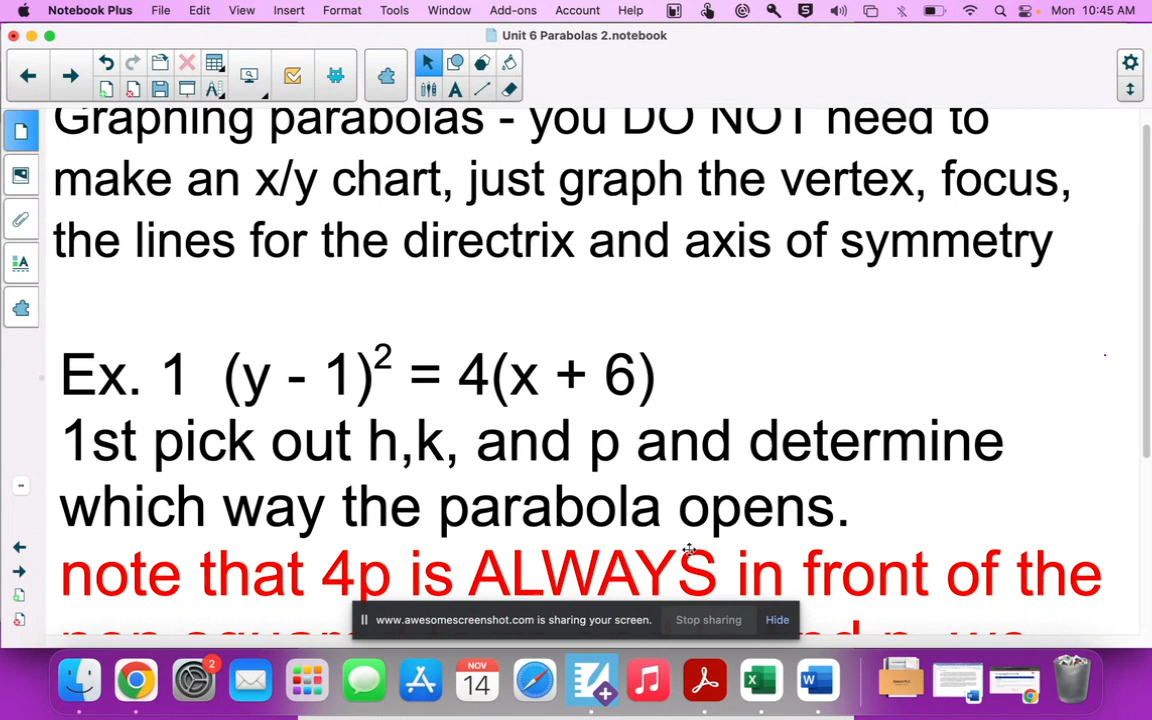 Notebook Plus File Edit View Insert Format Tools Window Add-ons Account Help Mon 10:45 AM
Unit 6 Parabolas 2.notebook
Graphing parabolas - you DO NOT need to
make an x/y chart, just graph the vertex, focus,
the lines for the directrix and axis of symmetry
Ex. 1 (y - 1)² = 4(x + 6)
1st pick out h,k, and p and determine
which way the parabola opens.
note that 4p is ALWAYS in front of the
www.awesomescreenshot.com is sharing your screen. Stop sharing Hide
2
NOV
14